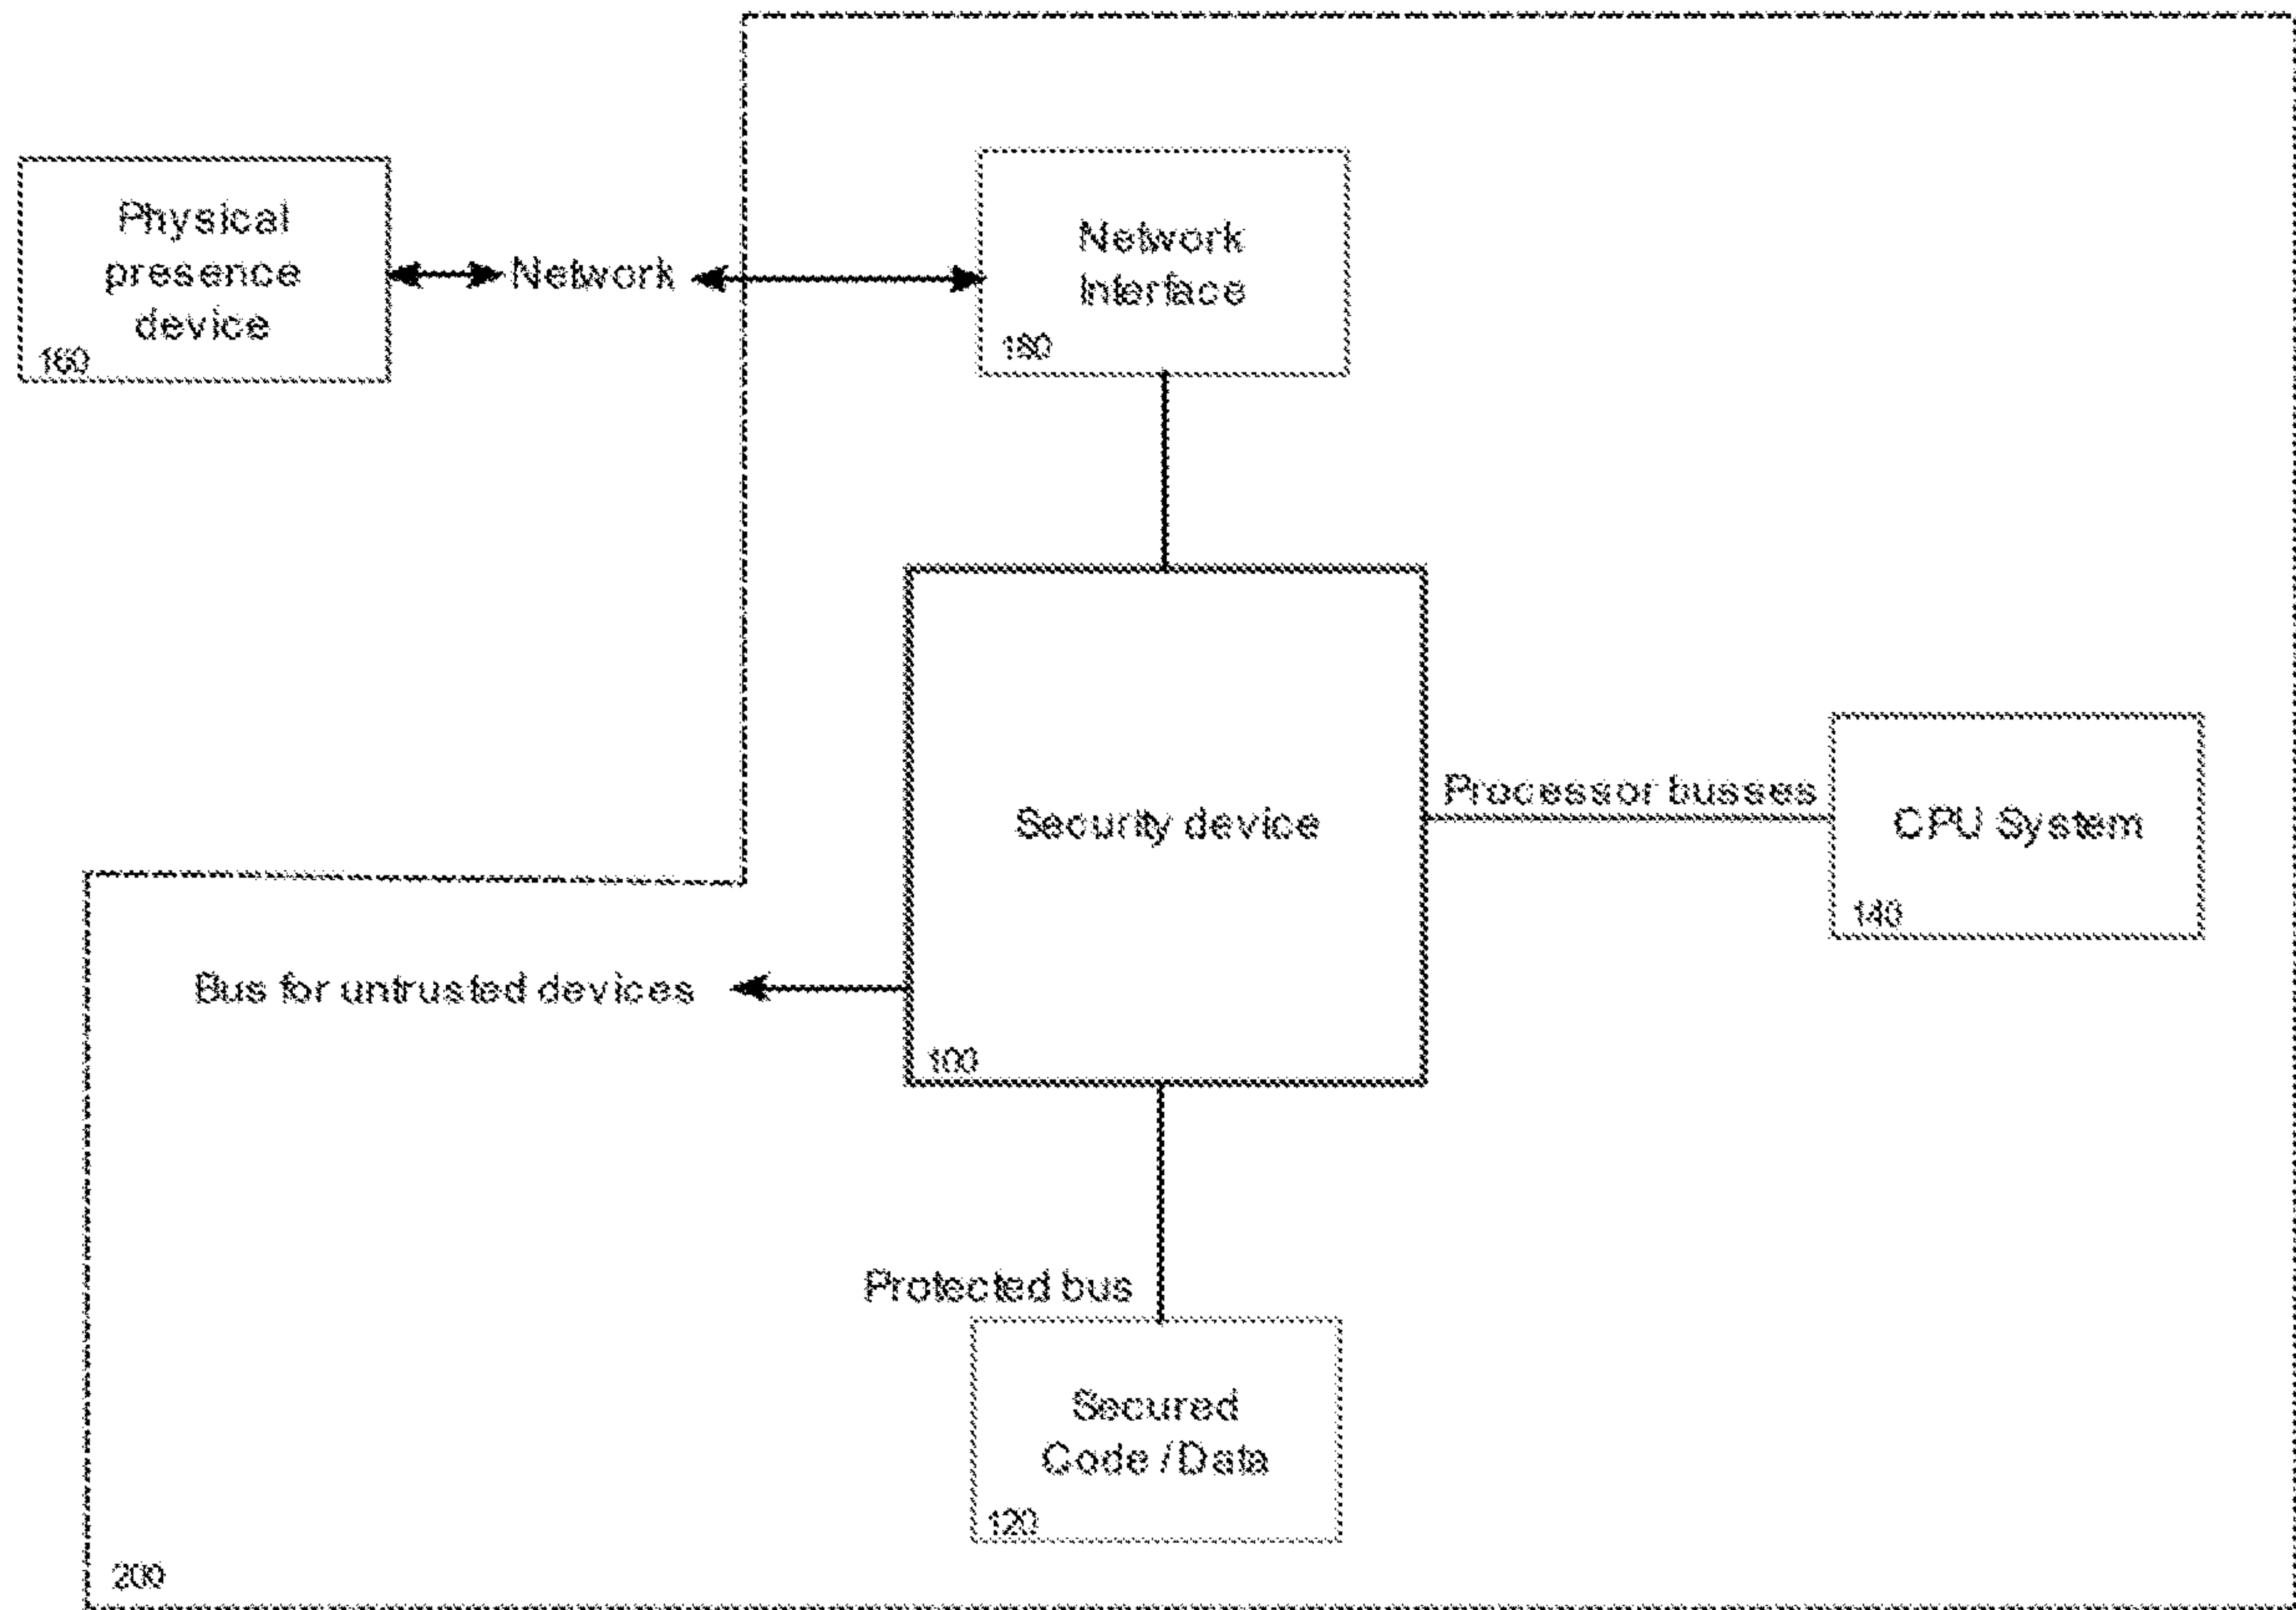 Physical
presence
device
160
Network
Network
Interface
180
Security device
100
Processor busses
CPU System
140
Bus for untrusted devices
Protected bus
Secured
Code / Data
120
200